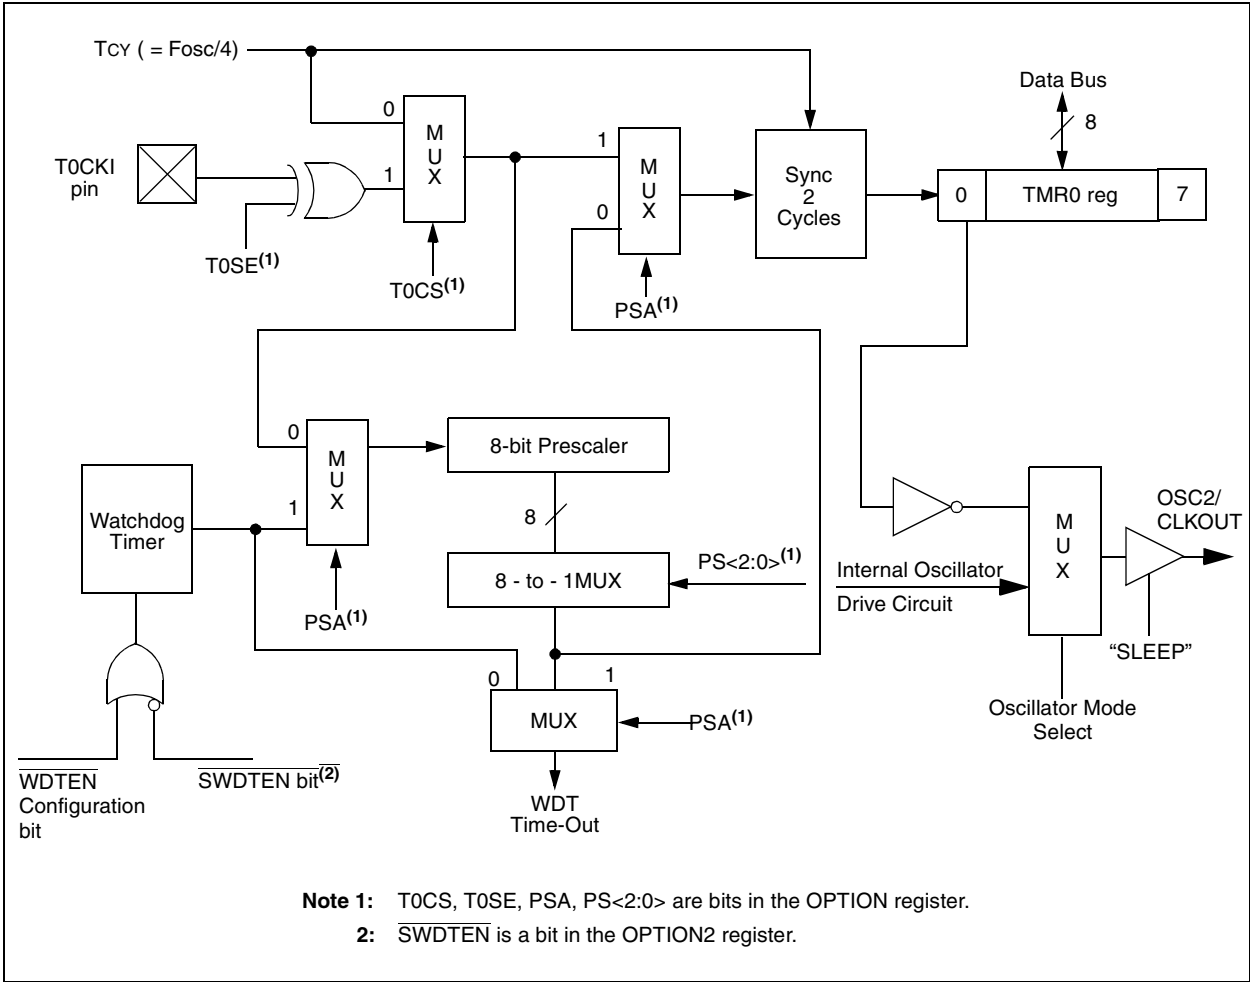 TCY ( = Fosc/4)
Data Bus
8
0
M
U
X
1
T0CKI
pin
T0SE(1)
T0CS(1)
1
0
M
U
X
PSA(1)
Sync
2
Cycles
0
TMR0 reg
7
0
1
M
U
X
PSA(1)
8-bit Prescaler
8
8 - to - 1MUX
PS<2:0>(1)
Watchdog
Timer
0
1
MUX
PSA(1)
WDT
Time-Out
WDTEN
Configuration
bit
SWDTEN bit(2)
Internal Oscillator
Drive Circuit
M
U
X
OSC2/
CLKOUT
“SLEEP”
Oscillator Mode
Select
Note 1: T0CS, T0SE, PSA, PS<2:0> are bits in the OPTION register.
2: SWDTEN is a bit in the OPTION2 register.